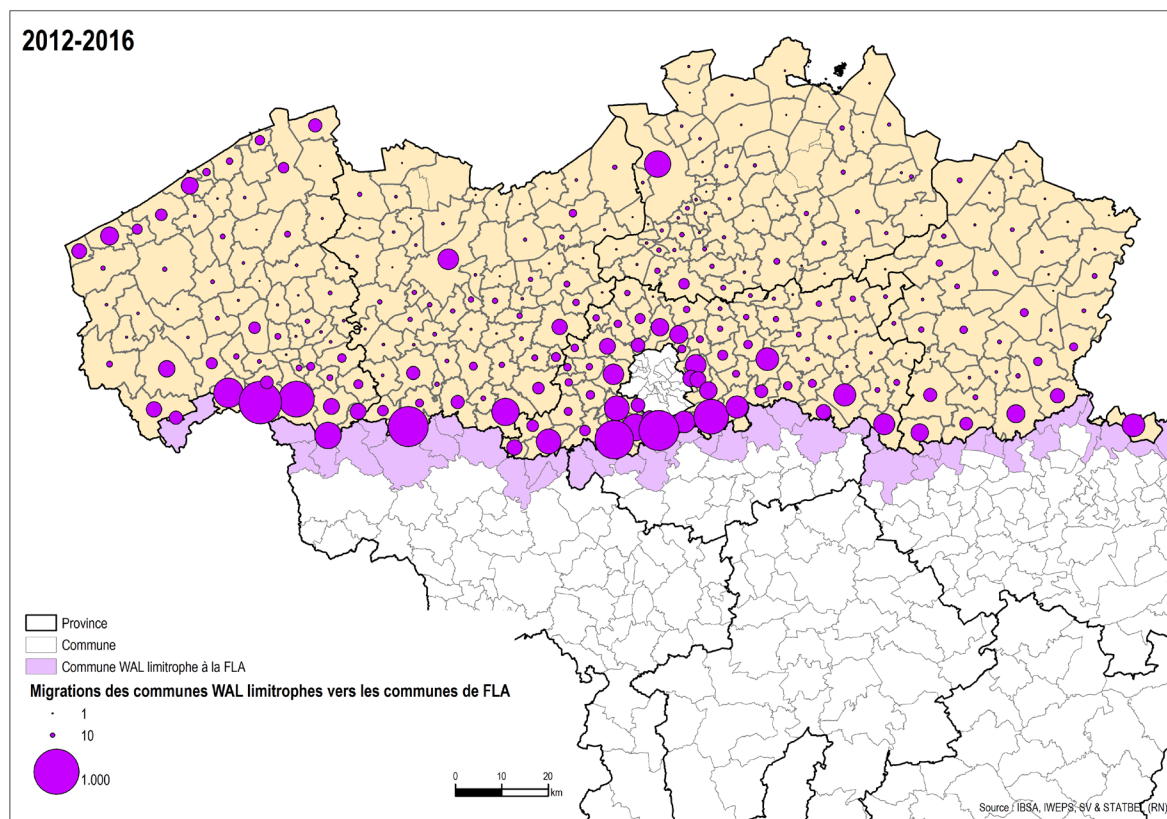 2012-2016
Province
Commune
Commune WAL limitrophe à la FLA
Migrations des communes WAL limitrophes vers les communes de FLA
1
10
1.000
0 10 20
km
Source : IBSA, IWEPS, SV & STATBEL (RN)